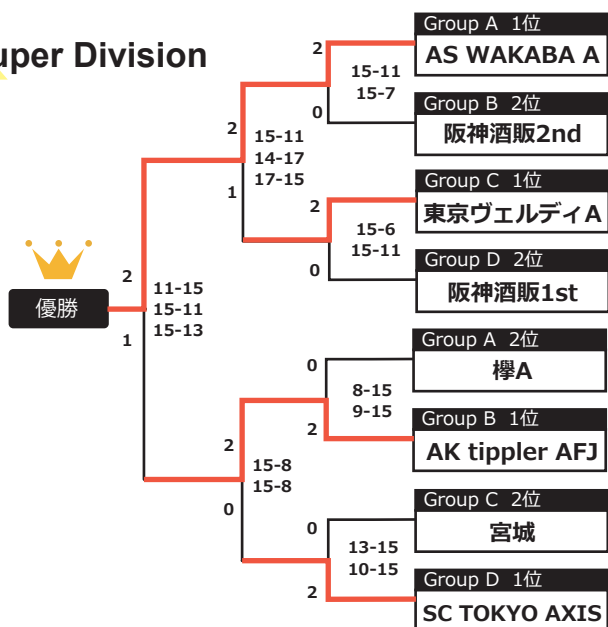 uper Division
Group A 1位
AS WAKABA A
2
15-11
15-7
0
Group B 2位
阪神酒販2nd
2
15-11
14-17
17-15
1
Group C 1位
東京ヴェルディA
2
15-6
15-11
0
Group D 2位
阪神酒販1st
優勝
2
11-15
15-11
15-13
1
Group A 2位
欅A
0
8-15
9-15
2
Group B 1位
AK tippler AFJ
2
15-8
15-8
0
Group C 2位
宮城
0
13-15
10-15
2
Group D 1位
SC TOKYO AXIS